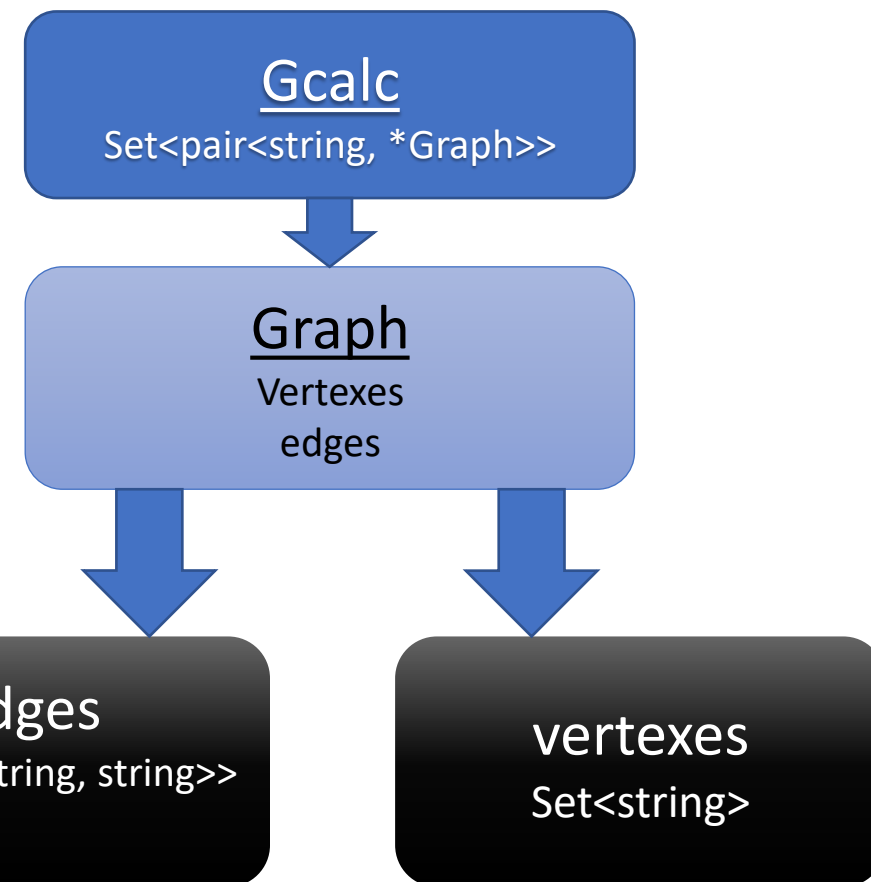 Gcalc
Set<pair<string, *Graph>>
Graph
Vertexes
edges
dges
tring, string>>
vertexes
Set<string>